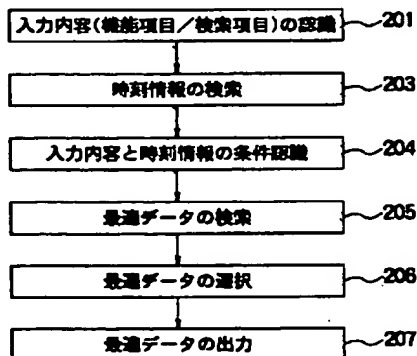 入力内容(機能項目/検索項目)の認識 201
時刻情報の検索 203
入力内容と時刻情報の条件認識 204
最適データの検索 205
最適データの選択 206
最適データの出力 207